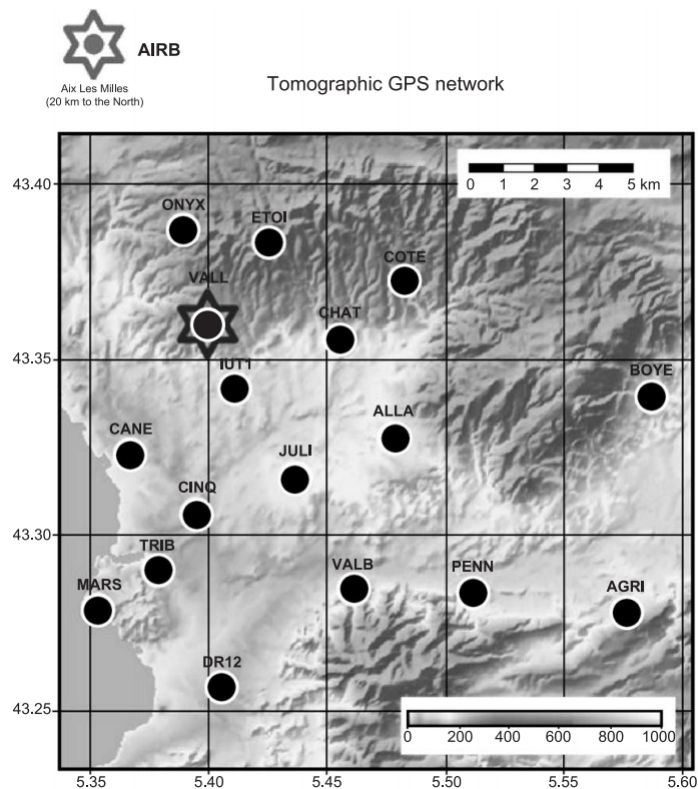 AIRB
Aix Les Milles
(20 km to the North)
Tomographic GPS network
43.40
0 1 2 3 4 5 km
ONYX
ETOI
COTE
VALL
CHAT
43.35
IUT1
BOYE
ALLA
CANE
JULI
CINQ
43.30
TRIB
VALB
PENN
MARS
AGRI
DR12
43.25
0 200 400 600 800 1000
5.35 5.40 5.45 5.50 5.55 5.60